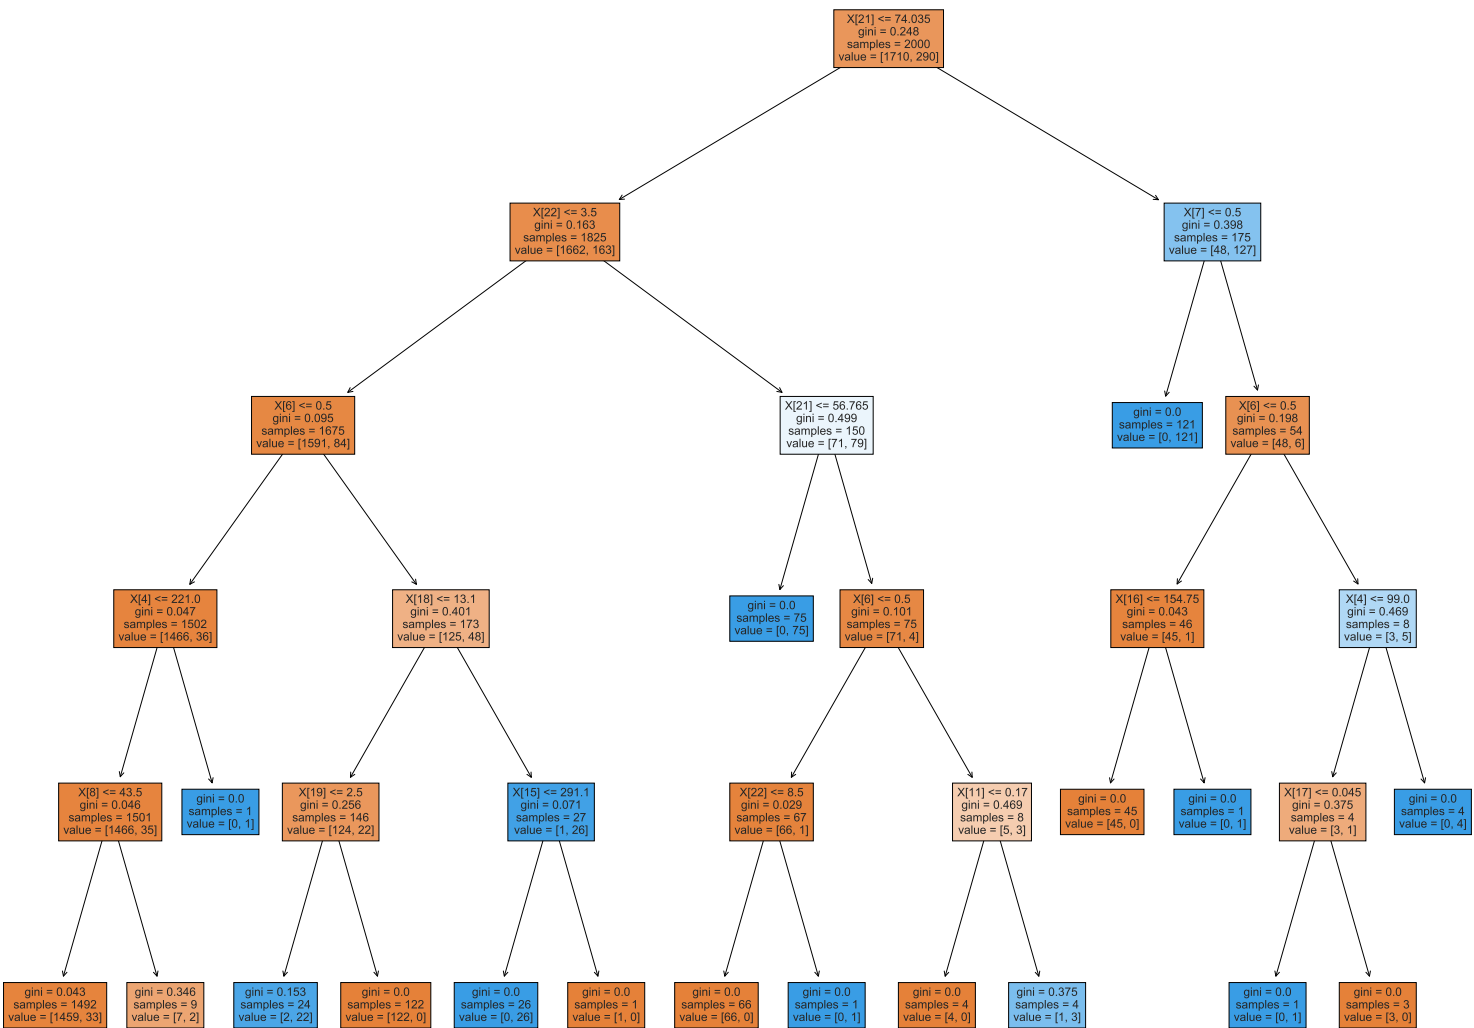 X[21] <= 74.035
gini = 0.248
samples = 2000
value = [1710, 290]
X[22] <= 3.5
gini = 0.163
samples = 1825
value = [1662, 163]
X[7] <= 0.5
gini = 0.398
samples = 175
value = [48, 127]
X[6] <= 0.5
gini = 0.095
samples = 1675
value = [1591, 84]
X[21] <= 56.765
gini = 0.499
samples = 150
value = [71, 79]
gini = 0.0
samples = 121
value = [0, 121]
X[6] <= 0.5
gini = 0.198
samples = 54
value = [48, 6]
X[4] <= 221.0
gini = 0.047
samples = 1502
value = [1466, 36]
X[18] <= 13.1
gini = 0.401
samples = 173
value = [125, 48]
gini = 0.0
samples = 75
value = [0, 75]
X[6] <= 0.5
gini = 0.101
samples = 75
value = [71, 4]
X[16] <= 154.75
gini = 0.043
samples = 46
value = [45, 1]
X[4] <= 99.0
gini = 0.469
samples = 8
value = [3, 5]
X[8] <= 43.5
gini = 0.046
samples = 1501
value = [1466, 35]
gini = 0.0
samples = 1
value = [0, 1]
X[19] <= 2.5
gini = 0.256
samples = 146
value = [124, 22]
X[15] <= 291.1
gini = 0.071
samples = 27
value = [1, 26]
X[22] <= 8.5
gini = 0.029
samples = 67
value = [66, 1]
X[11] <= 0.17
gini = 0.469
samples = 8
value = [5, 3]
gini = 0.0
samples = 45
value = [45, 0]
gini = 0.0
samples = 1
value = [0, 1]
X[17] <= 0.045
gini = 0.375
samples = 4
value = [3, 1]
gini = 0.0
samples = 4
value = [0, 4]
gini = 0.043
samples = 1492
value = [1459, 33]
gini = 0.346
samples = 9
value = [7, 2]
gini = 0.153
samples = 24
value = [2, 22]
gini = 0.0
samples = 122
value = [122, 0]
gini = 0.0
samples = 26
value = [0, 26]
gini = 0.0
samples = 1
value = [1, 0]
gini = 0.0
samples = 66
value = [66, 0]
gini = 0.0
samples = 1
value = [0, 1]
gini = 0.0
samples = 4
value = [4, 0]
gini = 0.375
samples = 4
value = [1, 3]
gini = 0.0
samples = 1
value = [0, 1]
gini = 0.0
samples = 3
value = [3, 0]